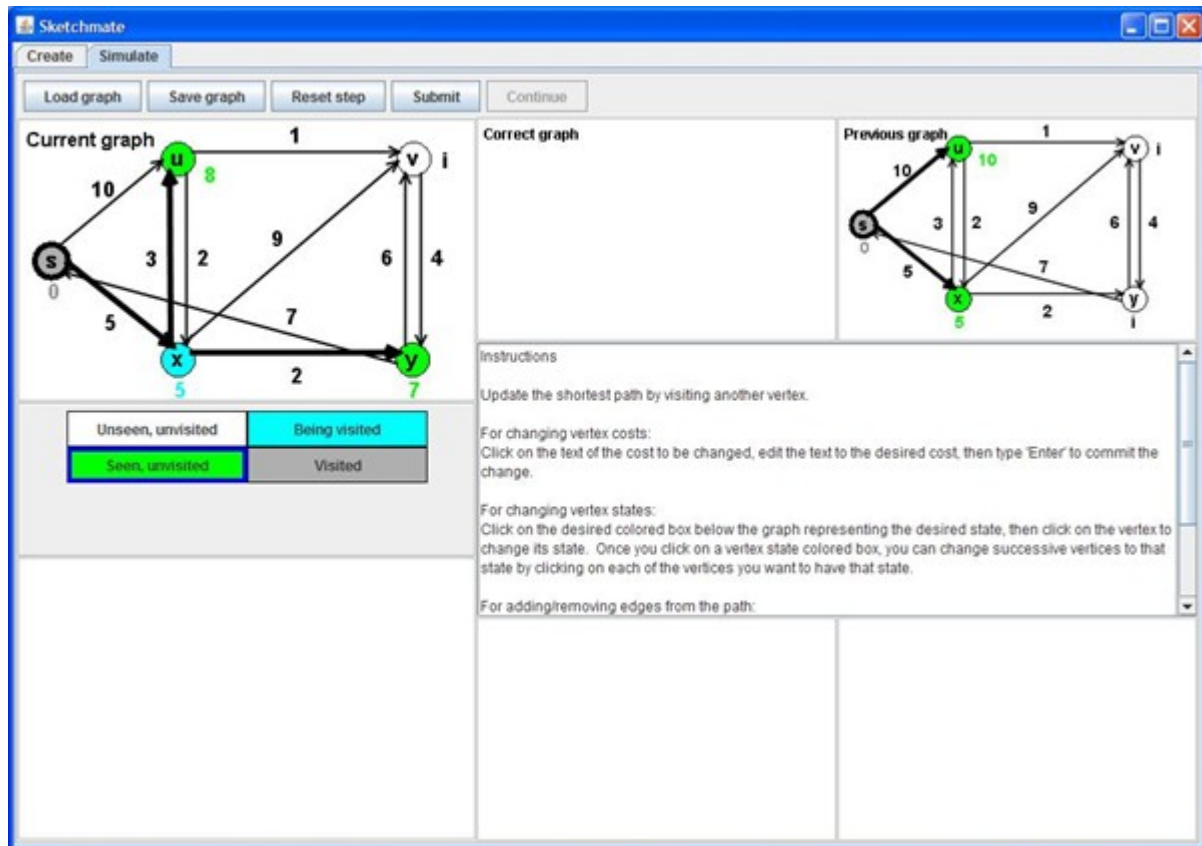 Sketchmate
Create Simulate
Load graph Save graph Reset step Submit Continue
Current graph
u
8
1
v
i
10
s
0
3
2
9
6
4
5
7
x
5
2
y
7
Correct graph
Previous graph
u
10
1
v
i
10
s
0
3
2
9
6
4
5
7
x
5
2
y
i
Unseen, unvisited Being visited
Seen, unvisited Visited
Instructions
Update the shortest path by visiting another vertex.
For changing vertex costs:
Click on the text of the cost to be changed, edit the text to the desired cost, then type 'Enter' to commit the
change.
For changing vertex states:
Click on the desired colored box below the graph representing the desired state, then click on the vertex to
change its state. Once you click on a vertex state colored box, you can change successive vertices to that
state by clicking on each of the vertices you want to have that state.
For adding/removing edges from the path: